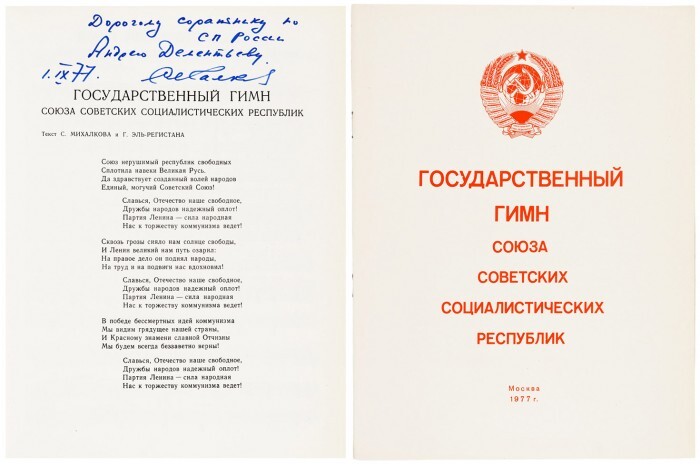 Дорогому соратнику по
СП России
Андрею Дементьеву
1.IX 77.
ГОСУДАРСТВЕННЫЙ ГИМН
СОЮЗА СОВЕТСКИХ СОЦИАЛИСТИЧЕСКИХ РЕСПУБЛИК
Текст С. МИХАЛКОВА и Г. ЭЛЬ-РЕГИСТАНА
Союз нерушимый республик свободных
Сплотила навеки Великая Русь.
Да здравствует созданный волей народов
Единый, могучий Советский Союз!
Славься, Отечество наше свободное,
Дружбы народов надежный оплот!
Партия Ленина — сила народная
Нас к торжеству коммунизма ведет!
Сквозь грозы сияло нам солнце свободы,
И Ленин великий нам путь озарил:
На правое дело он поднял народы,
На труд и на подвиги нас вдохновил!
Славься, Отечество наше свободное,
Дружбы народов надежный оплот!
Партия Ленина — сила народная
Нас к торжеству коммунизма ведет!
В победе бессмертных идей коммунизма
Мы видим грядущее нашей страны,
И Красному знамени славной Отчизны
Мы будем всегда беззаветно верны!
Славься, Отечество наше свободное,
Дружбы народов надежный оплот!
Партия Ленина — сила народная
Нас к торжеству коммунизма ведет!
ГОСУДАРСТВЕННЫЙ
ГИМН
СОЮЗА
СОВЕТСКИХ
СОЦИАЛИСТИЧЕСКИХ
РЕСПУБЛИК
Москва
1977 г.